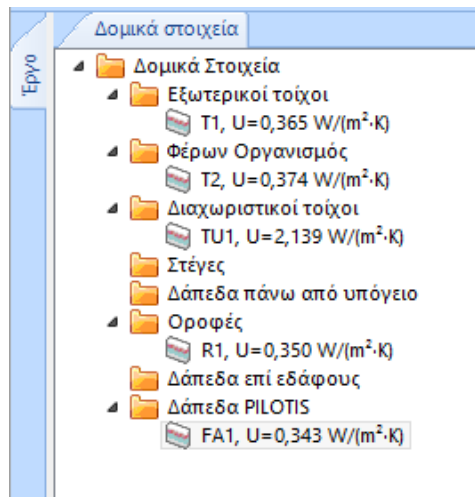 Έργο
Δομικά στοιχεία
Δομικά Στοιχεία
Εξωτερικοί τοίχοι
T1, U=0,365 W/(m²·K)
Φέρων Οργανισμός
T2, U=0,374 W/(m²·K)
Διαχωριστικοί τοίχοι
TU1, U=2,139 W/(m²·K)
Στέγες
Δάπεδα πάνω από υπόγειο
Οροφές
R1, U=0,350 W/(m²·K)
Δάπεδα επί εδάφους
Δάπεδα PILOTIS
FA1, U=0,343 W/(m²·K)